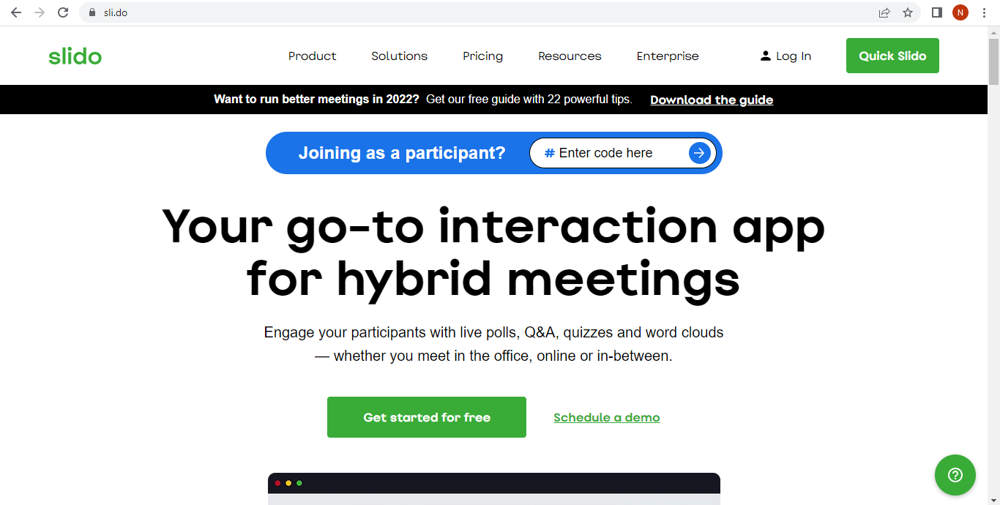 sli.do
N
slido
Product Solutions Pricing Resources Enterprise Log In Quick Slido
Want to run better meetings in 2022? Get our free guide with 22 powerful tips. Download the guide
Joining as a participant? # Enter code here
Your go-to interaction app
for hybrid meetings
Engage your participants with live polls, Q&A, quizzes and word clouds
— whether you meet in the office, online or in-between.
Get started for free Schedule a demo
?